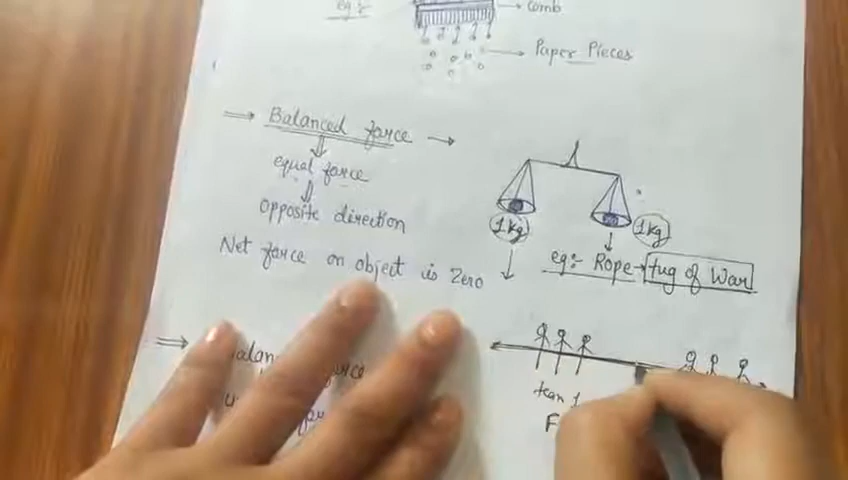 eg:-
Comb
Paper Pieces
Balanced force
equal force
opposite direction
Net force on object is Zero
1kg
1kg
eg:- Rope tug of War
team 1
F